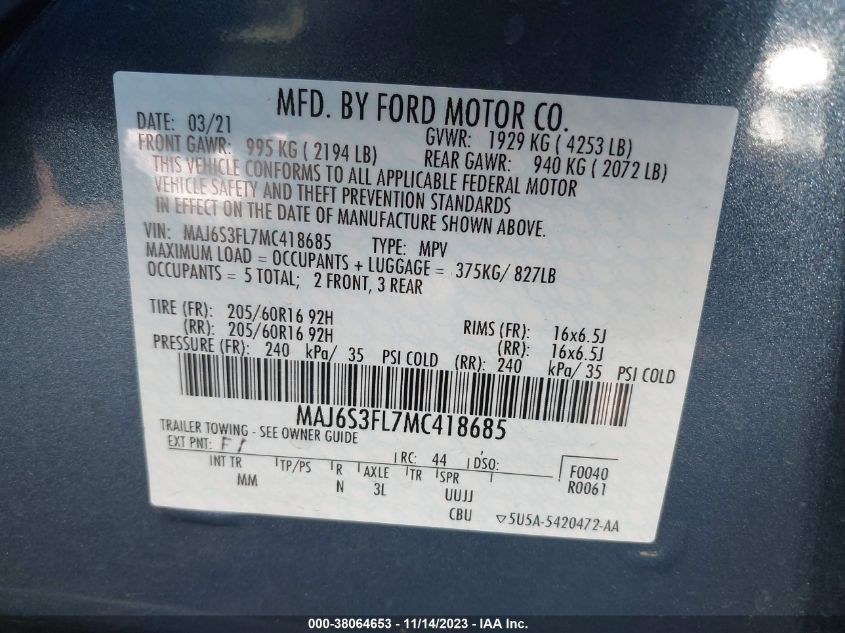 MFD. BY FORD MOTOR CO.
DATE: 03/21 GVWR: 1929 KG ( 4253 LB)
FRONT GAWR: 995 KG ( 2194 LB) REAR GAWR: 940 KG ( 2072 LB)
THIS VEHICLE CONFORMS TO ALL APPLICABLE FEDERAL MOTOR
VEHICLE SAFETY AND THEFT PREVENTION STANDARDS
IN EFFECT ON THE DATE OF MANUFACTURE SHOWN ABOVE.
VIN: MAJ6S3FL7MC418685 TYPE: MPV
MAXIMUM LOAD = OCCUPANTS + LUGGAGE = 375KG/ 827LB
OCCUPANTS = 5 TOTAL; 2 FRONT, 3 REAR
TIRE (FR): 205/60R16 92H RIMS (FR): 16x6.5J
(RR): 205/60R16 92H (RR): 16x6.5J
PRESSURE (FR): 240 kPa/ 35 PSI COLD (RR): 240 kPa/ 35 PSI COLD
MAJ6S3FL7MC418685
TRAILER TOWING - SEE OWNER GUIDE
EXT PNT: F1 RC: 44 DSO: F0040
INT TR TP/PS R AXLE TR SPR R0061
MM N 3L UUJJ
CBU 5U5A-5420472-AA
000-38064653 - 11/14/2023 - IAA Inc.